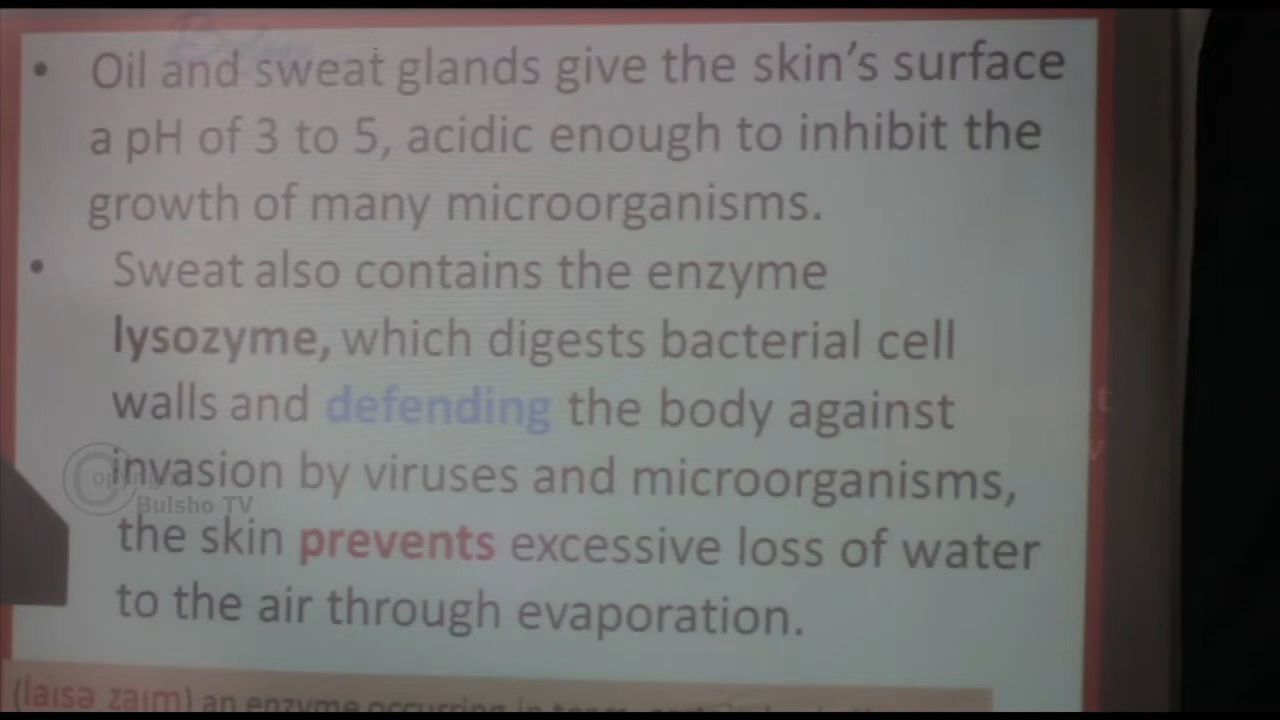 • Oil and sweat glands give the skin's surface
a pH of 3 to 5, acidic enough to inhibit the
growth of many microorganisms.
• Sweat also contains the enzyme
lysozyme, which digests bacterial cell
walls and defending the body against
invasion by viruses and microorganisms,
Bulsho TV
the skin prevents excessive loss of water
to the air through evaporation.
(laɪsə zaɪm) an enzyme occurring in tears,